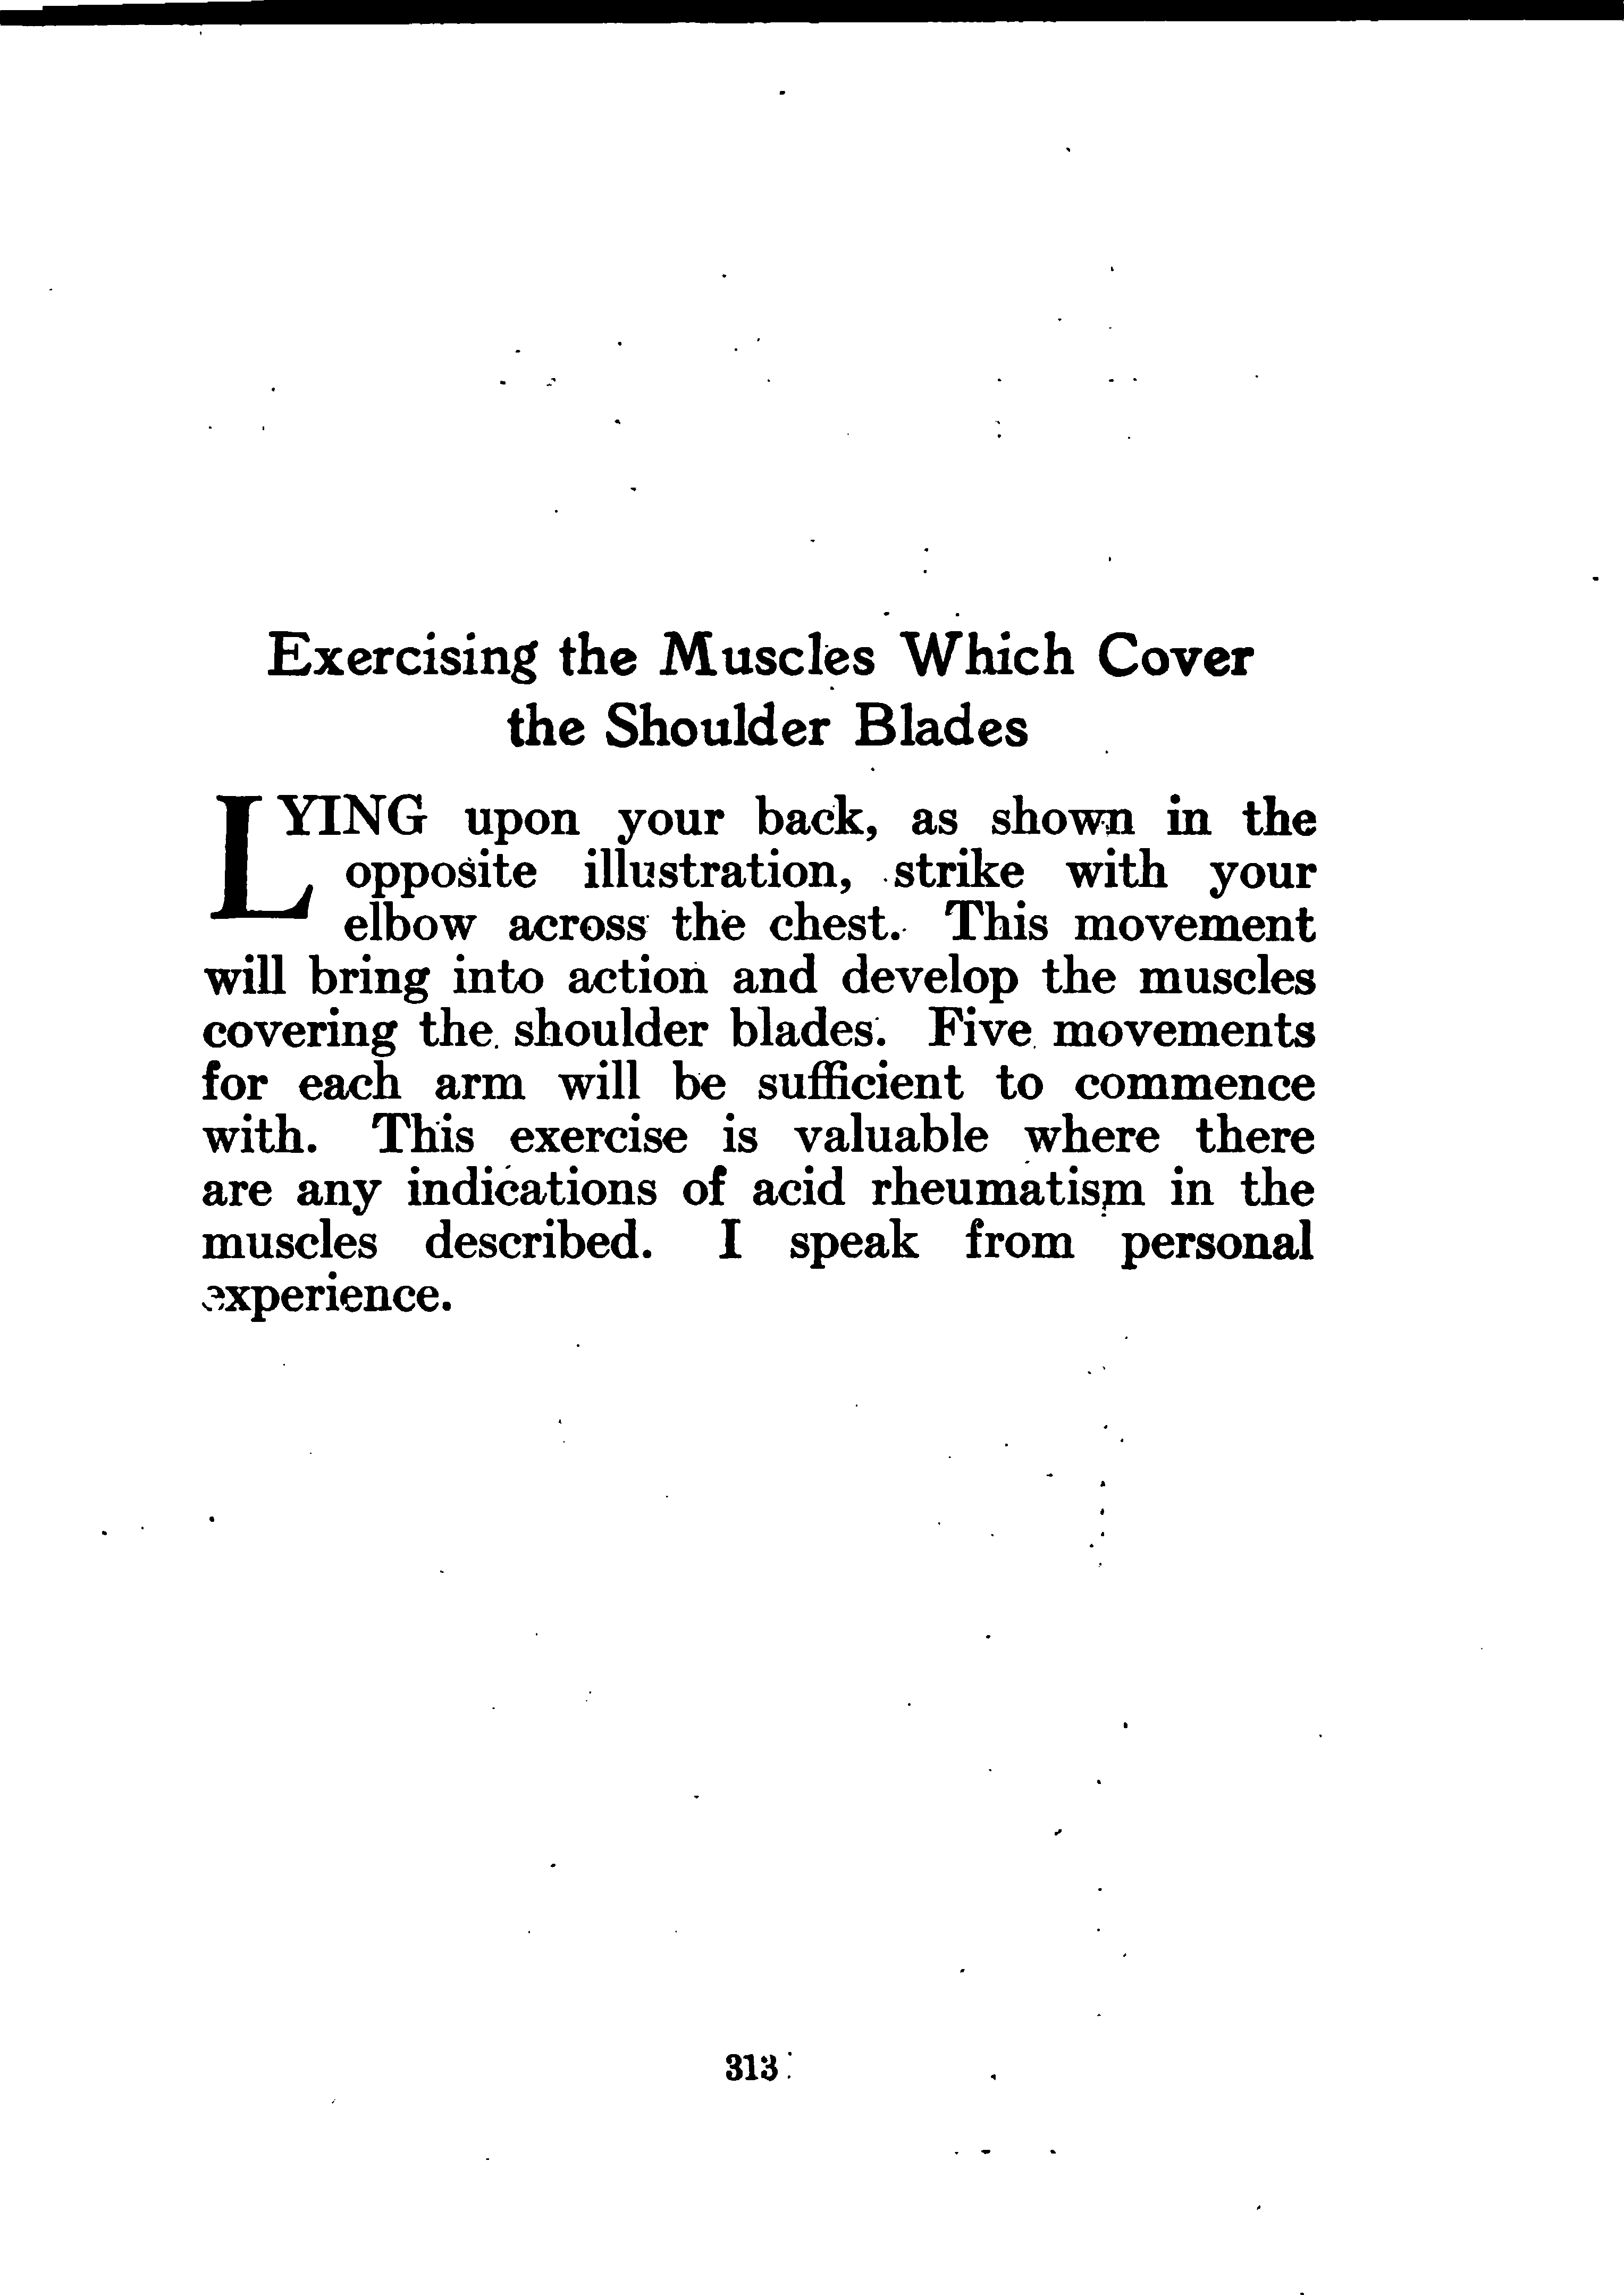 Exercising the Muscles Which Cover
the Shoulder Blades
LYING upon your back, as shown in the
opposite illustration, strike with your
elbow across the chest. This movement
will bring into action and develop the muscles
covering the shoulder blades. Five movements
for each arm will be sufficient to commence
with. This exercise is valuable where there
are any indications of acid rheumatism in the
muscles described. I speak from personal
experience.
313